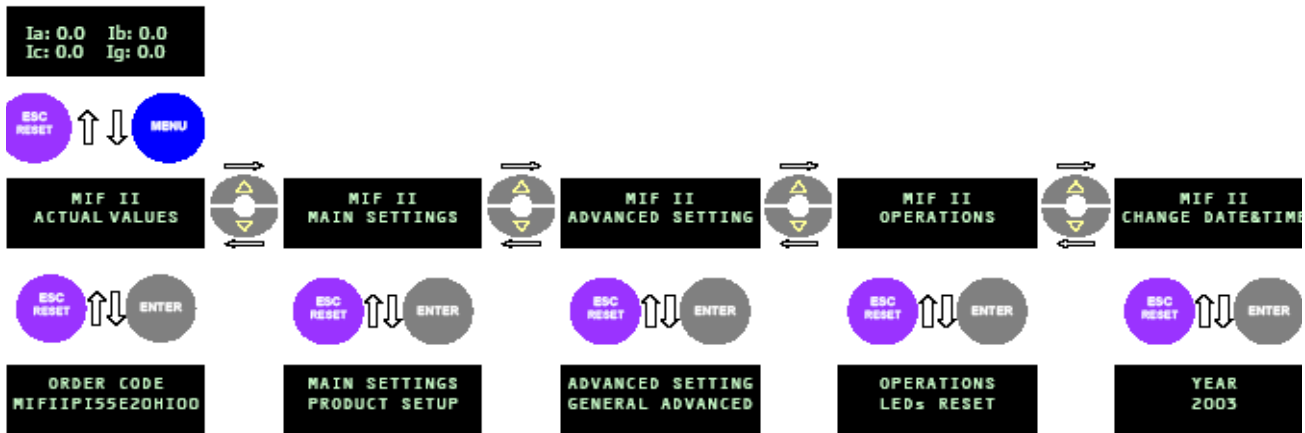 Ia: 0.0 Ib: 0.0
Ic: 0.0 Ig: 0.0
ESC
RESET
MENU
MIF II
ACTUAL VALUES
MIF II
MAIN SETTINGS
MIF II
ADVANCED SETTING
MIF II
OPERATIONS
MIF II
CHANGE DATE&TIME
ESC
RESET
ENTER
ESC
RESET
ENTER
ESC
RESET
ENTER
ESC
RESET
ENTER
ESC
RESET
ENTER
ORDER CODE
MIFIIPI55E20HI00
MAIN SETTINGS
PRODUCT SETUP
ADVANCED SETTING
GENERAL ADVANCED
OPERATIONS
LEDs RESET
YEAR
2003